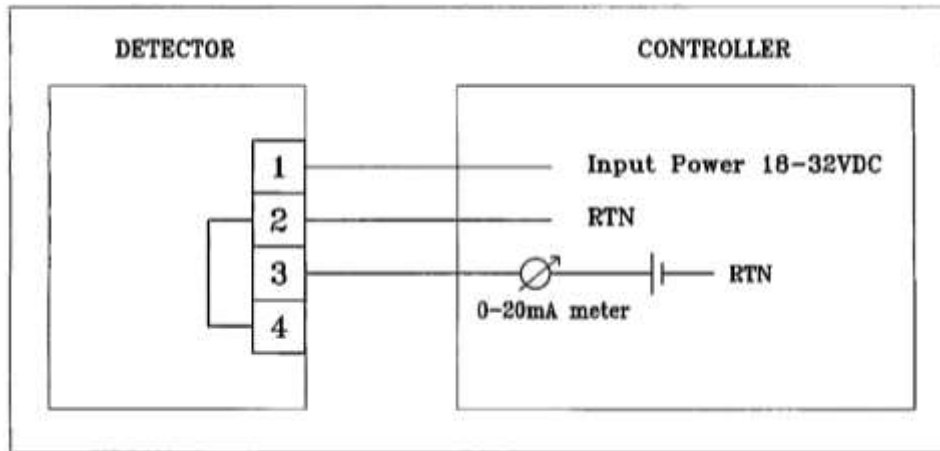 DETECTOR
CONTROLLER
1
Input Power 18-32VDC
2
RTN
3
RTN
0-20mA meter
4